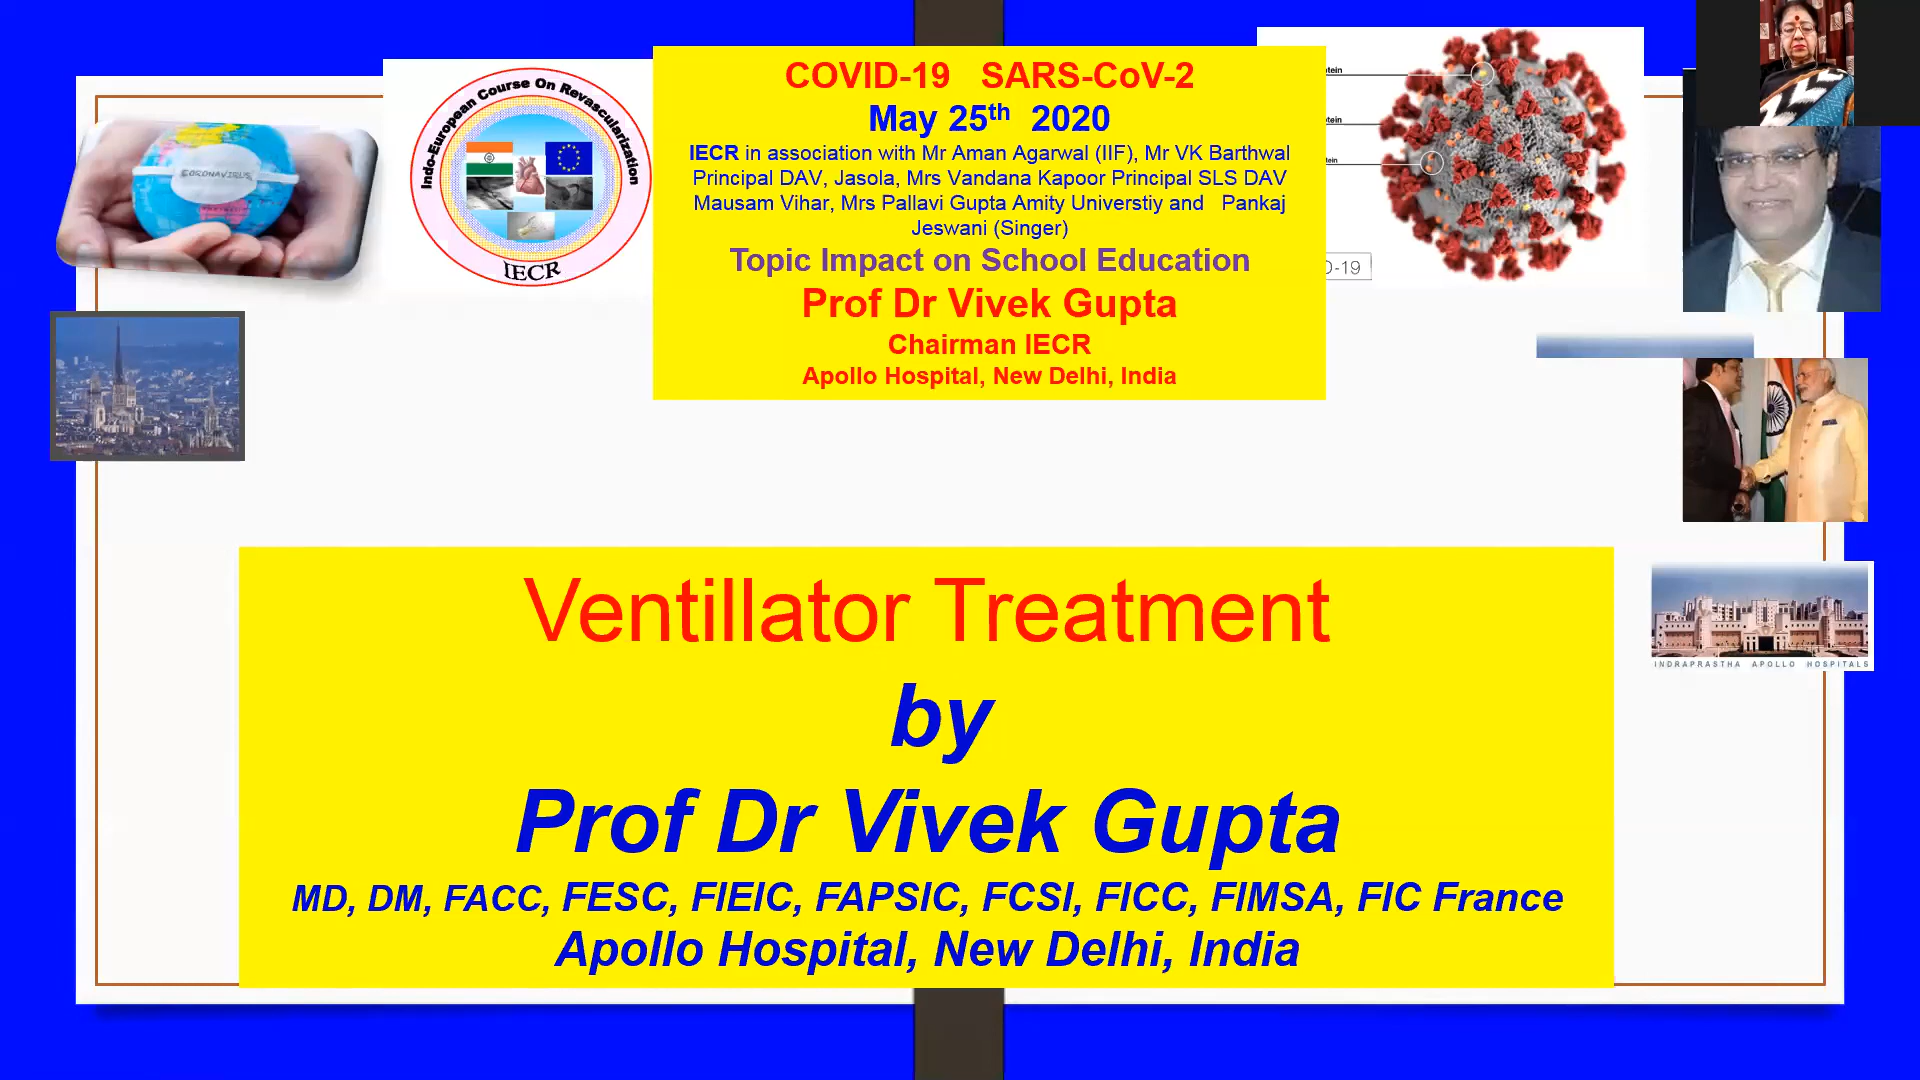 CORONAVIRUS
Indo-European Course On Revascularization
IECR
COVID-19 SARS-CoV-2
May 25th 2020
IECR in association with Mr Aman Agarwal (IIF), Mr VK Barthwal
Principal DAV, Jasola, Mrs Vandana Kapoor Principal SLS DAV
Mausam Vihar, Mrs Pallavi Gupta Amity Universtiy and Pankaj
Jeswani (Singer)
Topic Impact on School Education
Prof Dr Vivek Gupta
Chairman IECR
Apollo Hospital, New Delhi, India
tein
tein
tein
D-19
INDRAPRASTHA APOLLO HOSPITALS
Ventillator Treatment
by
Prof Dr Vivek Gupta
MD, DM, FACC, FESC, FIEIC, FAPSIC, FCSI, FICC, FIMSA, FIC France
Apollo Hospital, New Delhi, India